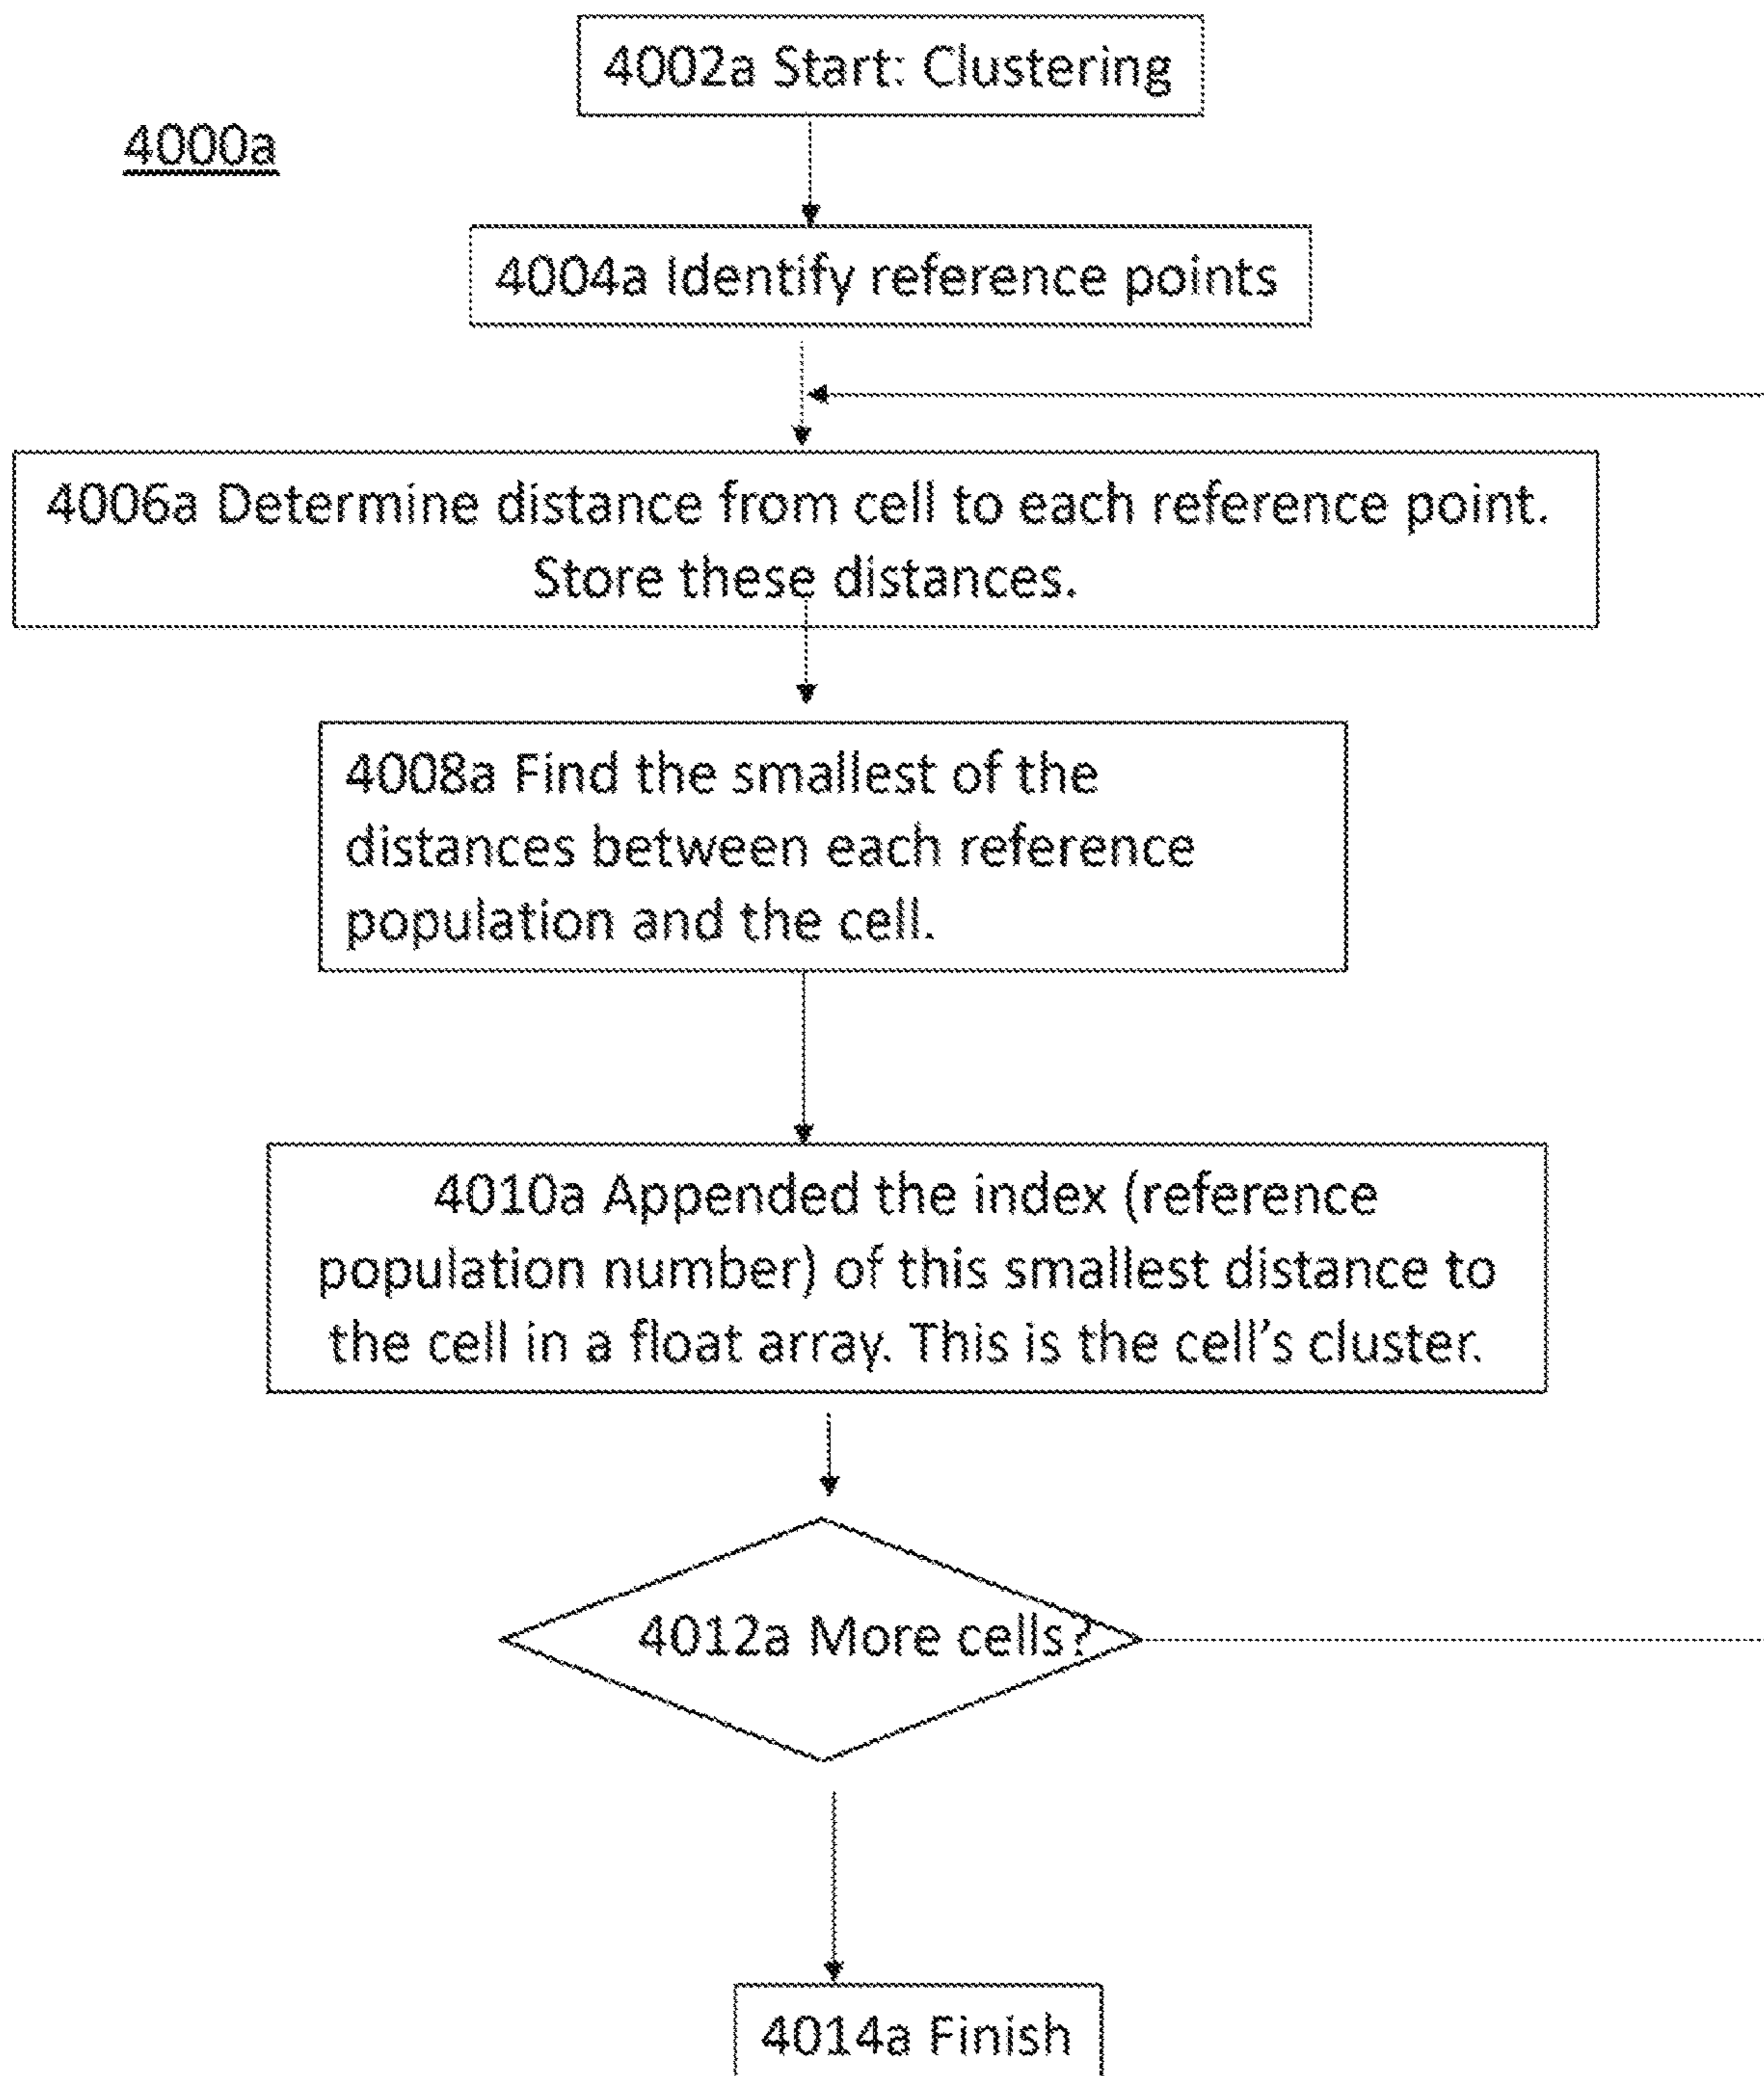 4002a Start: Clustering
4000a
4004a Identify reference points
4006a Determine distance from cell to each reference point.
Store these distances.
4008a Find the smallest of the
distances between each reference
population and the cell.
4010a Appended the index (reference
population number) of this smallest distance to
the cell in a float array. This is the cell's cluster.
4012a More cells?
4014a Finish